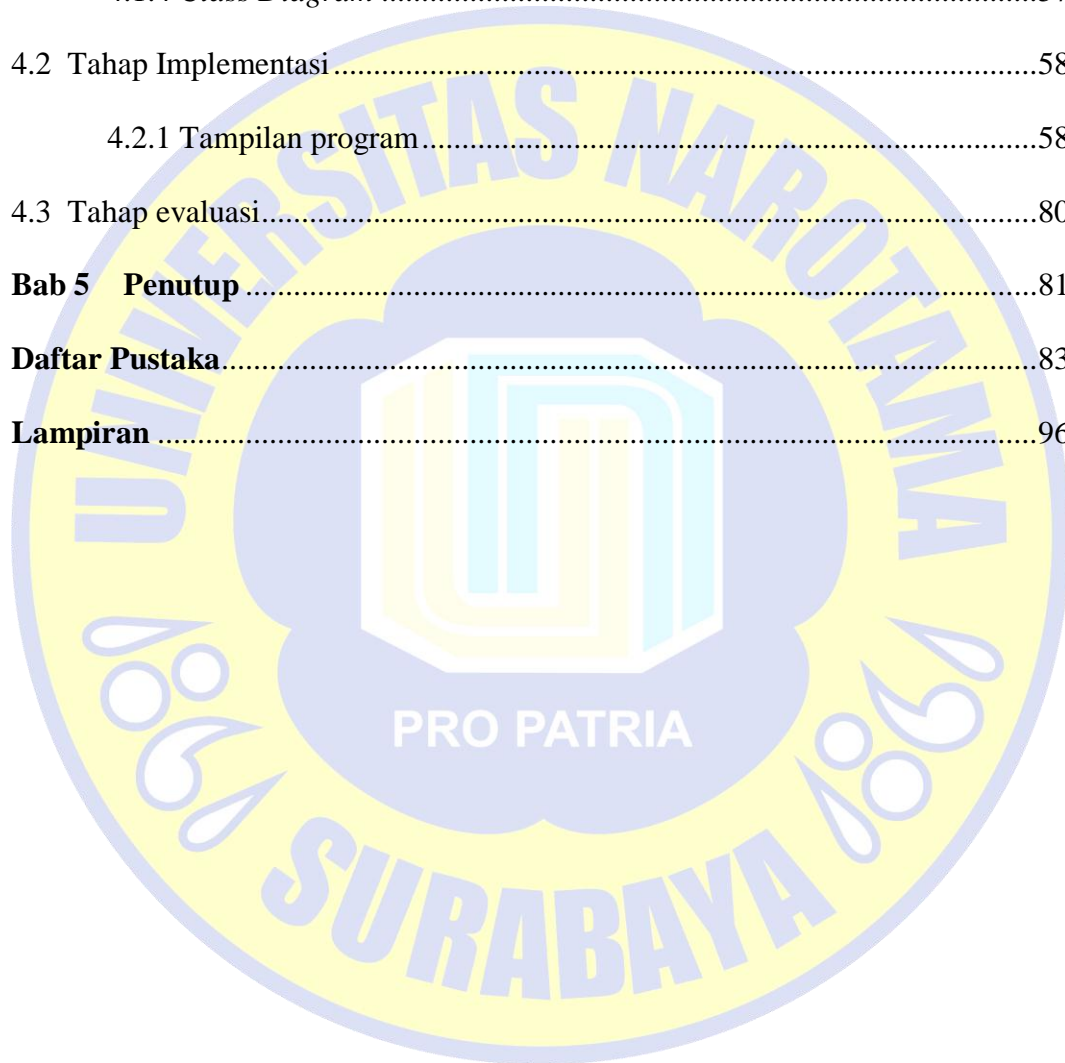 4.2 Tahap Implementasi..........58
4.2.1 Tampilan program..........58
4.3 Tahap evaluasi..........80
Bab 5 Penutup..........81
Daftar Pustaka..........83
Lampiran..........96
UNIVERSITAS NAROTAMA
PRO PATRIA
SURABAYA